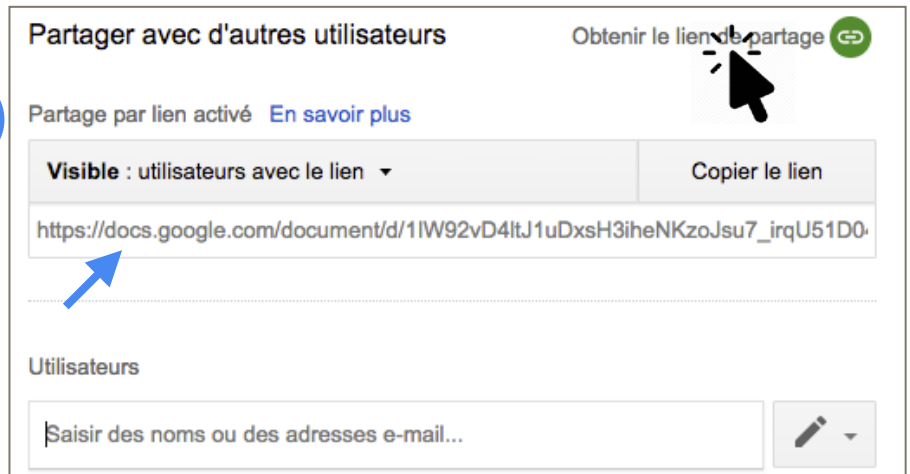 Partager avec d'autres utilisateurs Obtenir le lien de partage
Partage par lien activé En savoir plus
Visible : utilisateurs avec le lien Copier le lien
https://docs.google.com/document/d/1lW92vD4ltJ1uDxsH3iheNKzoJsu7_irqU51D04
Utilisateurs
Saisir des noms ou des adresses e-mail...